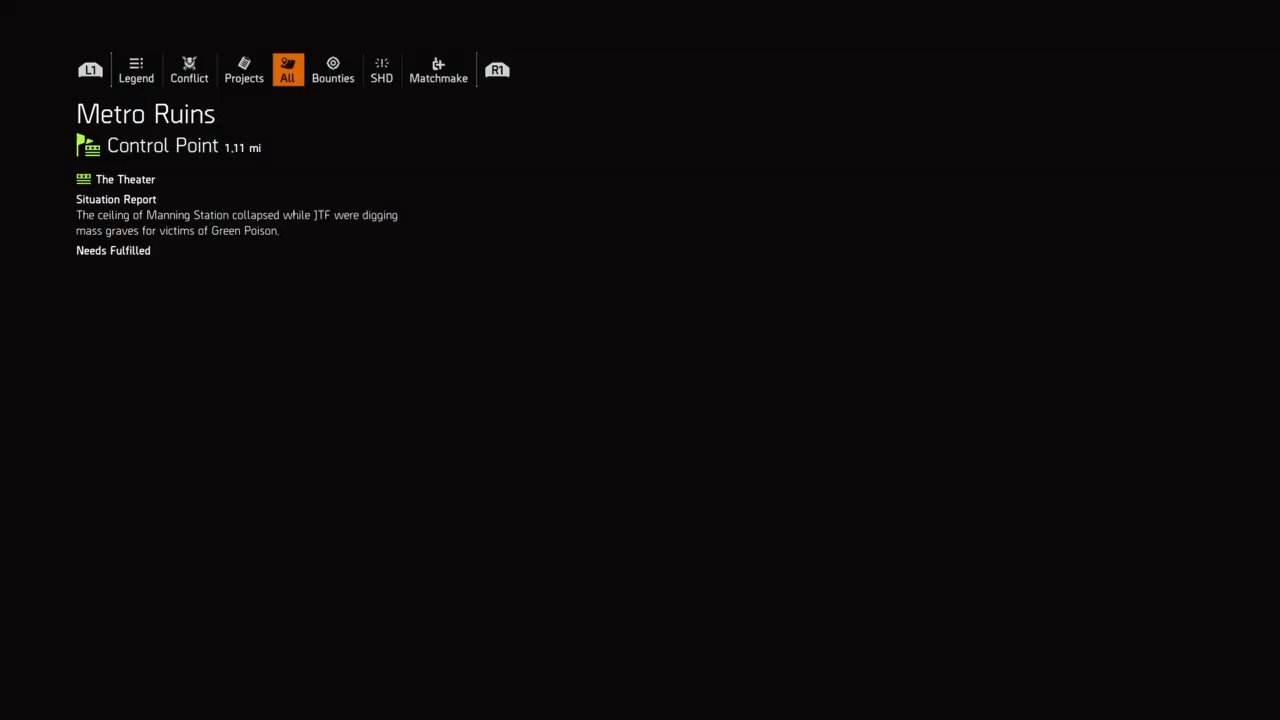 L1 Legend Conflict Projects All Bounties SHD Matchmake R1
Metro Ruins
Control Point 1.11 mi
The Theater
Situation Report
The ceiling of Manning Station collapsed while JTF were digging
mass graves for victims of Green Poison.
Needs Fulfilled